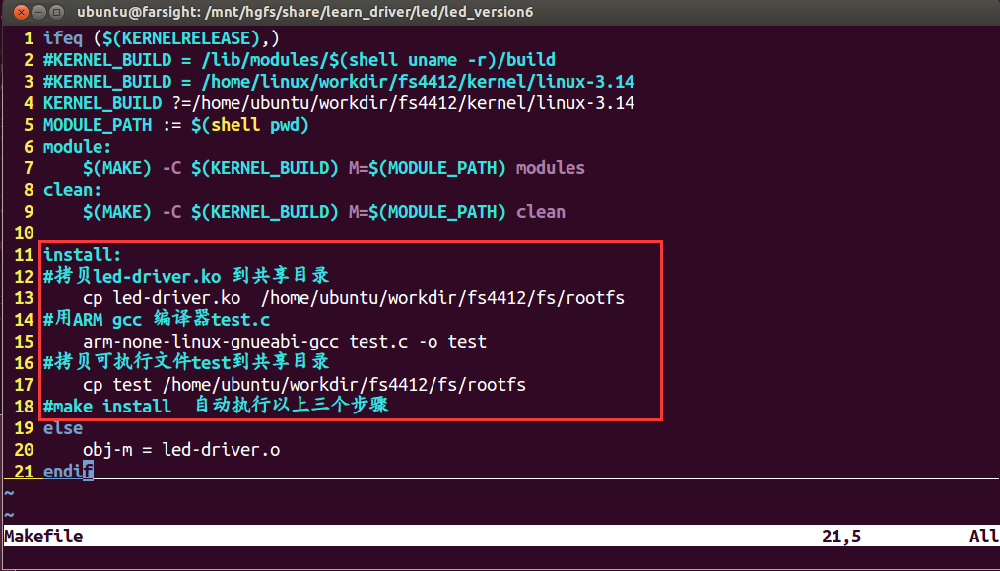 ubuntu@farsight: /mnt/hgfs/share/learn_driver/led/led_version6
1 ifeq ($(KERNELRELEASE),)
2 #KERNEL_BUILD = /lib/modules/$(shell uname -r)/build
3 #KERNEL_BUILD = /home/linux/workdir/fs4412/kernel/linux-3.14
4 KERNEL_BUILD ?=/home/ubuntu/workdir/fs4412/kernel/linux-3.14
5 MODULE_PATH := $(shell pwd)
6 module:
7     $(MAKE) -C $(KERNEL_BUILD) M=$(MODULE_PATH) modules
8 clean:
9     $(MAKE) -C $(KERNEL_BUILD) M=$(MODULE_PATH) clean
10
11 install:
12 #拷贝led-driver.ko 到共享目录
13     cp led-driver.ko  /home/ubuntu/workdir/fs4412/fs/rootfs
14 #用ARM gcc 编译器test.c
15     arm-none-linux-gnueabi-gcc test.c -o test
16 #拷贝可执行文件test到共享目录
17     cp test /home/ubuntu/workdir/fs4412/fs/rootfs
18 #make install  自动执行以上三个步骤
19 else
20     obj-m = led-driver.o
21 endif
~
~
Makefile 21,5 All